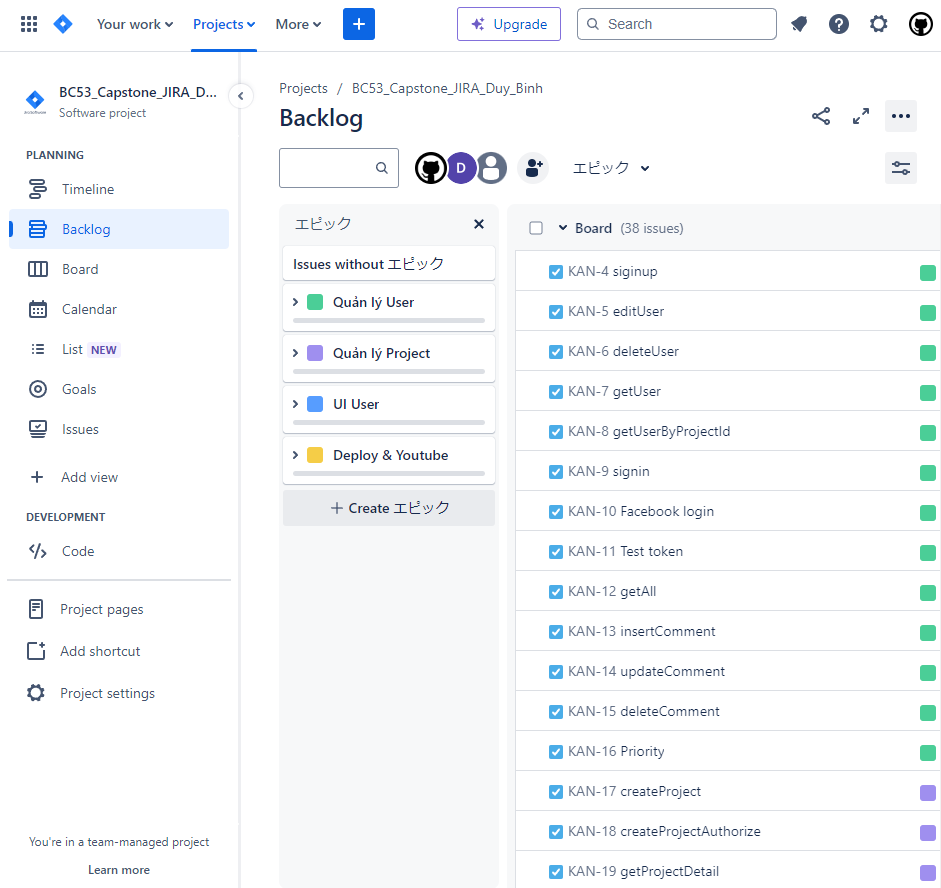 Your work
Projects
More
Upgrade
Search
BC53_Capstone_JIRA_D...
Software project
PLANNING
Timeline
Backlog
Board
Calendar
List NEW
Goals
Issues
Add view
DEVELOPMENT
Code
Project pages
Add shortcut
Project settings
You're in a team-managed project
Learn more
Projects / BC53_Capstone_JIRA_Duy_Binh
Backlog
D
エピック
エピック
Issues without エピック
Quản lý User
Quản lý Project
UI User
Deploy & Youtube
Create エピック
Board (38 issues)
KAN-4 siginup
KAN-5 editUser
KAN-6 deleteUser
KAN-7 getUser
KAN-8 getUserByProjectId
KAN-9 signin
KAN-10 Facebook login
KAN-11 Test token
KAN-12 getAll
KAN-13 insertComment
KAN-14 updateComment
KAN-15 deleteComment
KAN-16 Priority
KAN-17 createProject
KAN-18 createProjectAuthorize
KAN-19 getProjectDetail